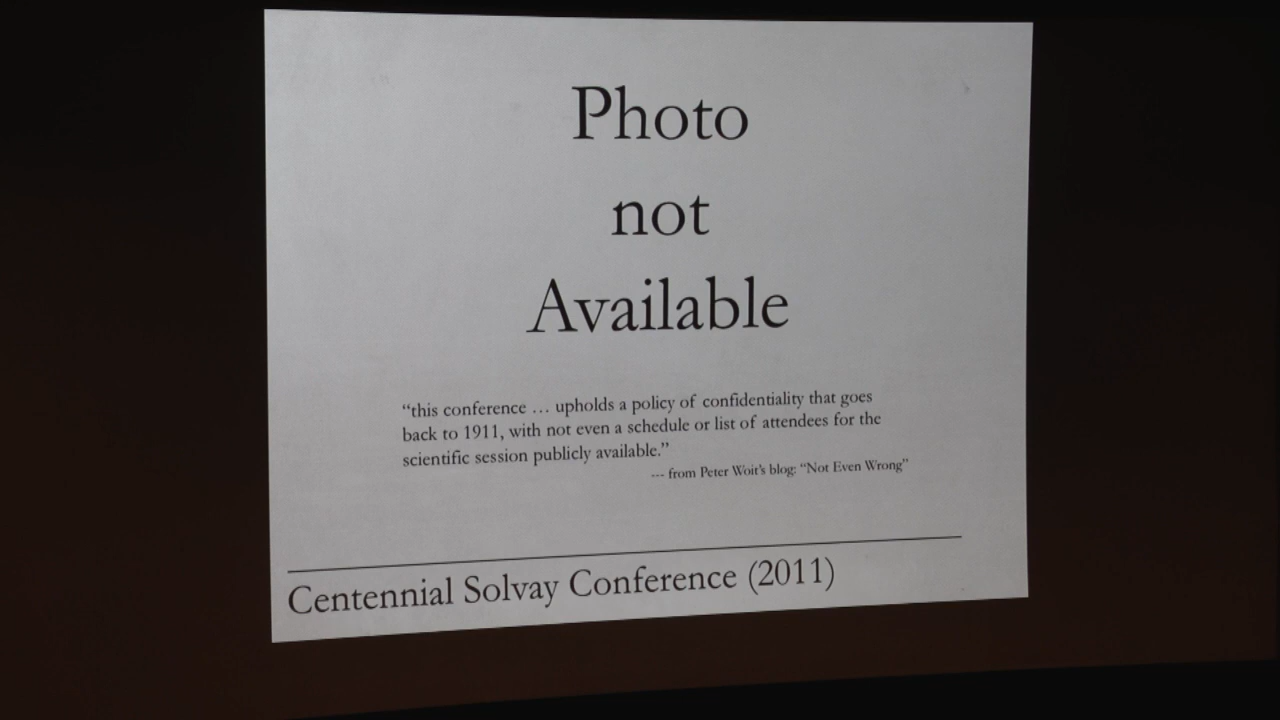 Photo
not
Available
“this conference … upholds a policy of confidentiality that goes
back to 1911, with not even a schedule or list of attendees for the
scientific session publicly available.”
--- from Peter Woit’s blog: “Not Even Wrong”
Centennial Solvay Conference (2011)